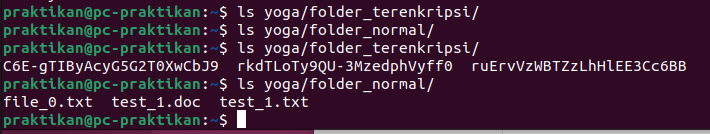 praktikan@pc-praktikan:~$ ls yoga/folder_terenkripsi/
praktikan@pc-praktikan:~$ ls yoga/folder_normal/
praktikan@pc-praktikan:~$ ls yoga/folder_terenkripsi/
C6E-gTIByAcyG5G2T0XwCbJ9  rkdTLoTy9QU-3MzedphVyff0  ruErvVzWBTZzLhHlEE3Cc6BB
praktikan@pc-praktikan:~$ ls yoga/folder_normal/
file_0.txt  test_1.doc  test_1.txt
praktikan@pc-praktikan:~$